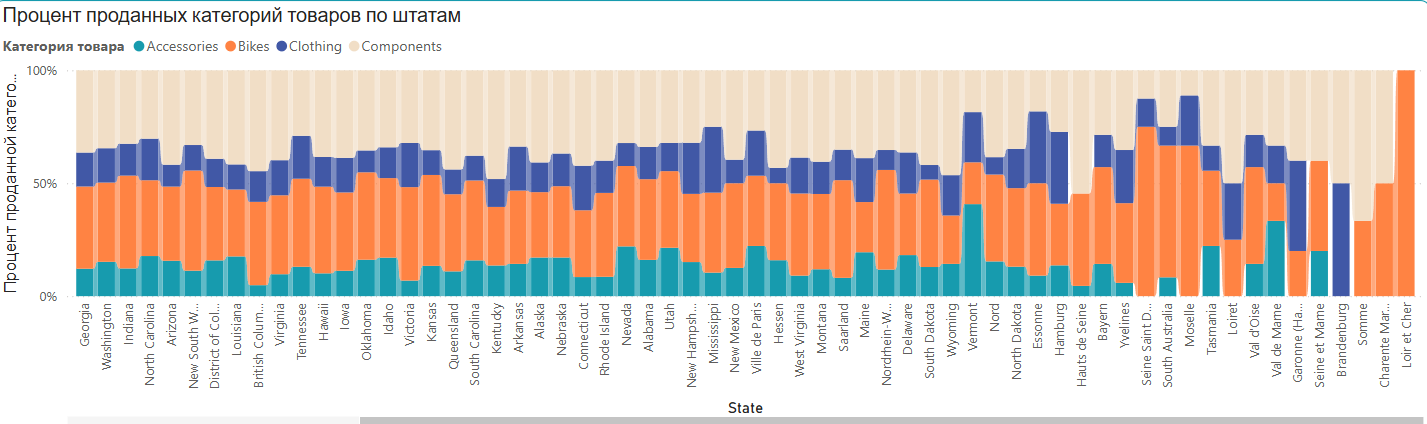 Процент проданных категорий товаров по штатам
Категория товара Accessories Bikes Clothing Components
Процент проданной катего...
100%
50%
0%
Georgia
Washington
Indiana
North Carolina
Arizona
New South W...
District of Col...
Louisiana
British Colum...
Virginia
Tennessee
Hawaii
Iowa
Oklahoma
Idaho
Victoria
Kansas
Queensland
South Carolina
Kentucky
Arkansas
Alaska
Nebraska
Connecticut
Rhode Island
Nevada
Alabama
Utah
New Hampsh...
Mississippi
New Mexico
Ville de Paris
Hessen
West Virginia
Montana
Saarland
Maine
Nordrhein-W...
Delaware
South Dakota
Wyoming
Vermont
Nord
North Dakota
Essonne
Hamburg
Hauts de Seine
Bayern
Yvelines
Seine Saint D...
South Australia
Moselle
Tasmania
Loiret
Val d'Oise
Val de Marne
Garonne (Ha...
Seine et Marne
Brandenburg
Somme
Charente Mar...
Loir et Cher
State